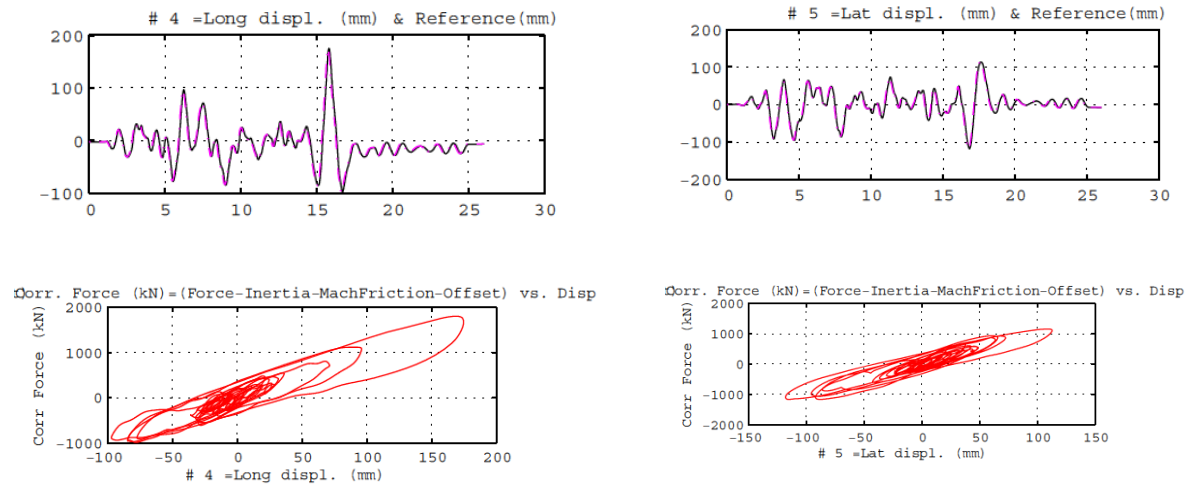 # 4 =Long displ. (mm) & Reference(mm)
200
100
0
-100
0 5 10 15 20 25 30
# 5 =Lat displ. (mm) & Reference(mm)
200
100
0
-100
-200
0 5 10 15 20 25 30
Corr. Force (kN)=(Force-Inertia-MachFriction-Offset) vs. Disp
Corr Force (kN)
2000
1000
0
-1000
-100 -50 0 50 100 150 200
# 4 =Long displ. (mm)
Corr. Force (kN)=(Force-Inertia-MachFriction-Offset) vs. Disp
Corr Force (kN)
2000
1000
0
-1000
-2000
-150 -100 -50 0 50 100 150
# 5 =Lat displ. (mm)